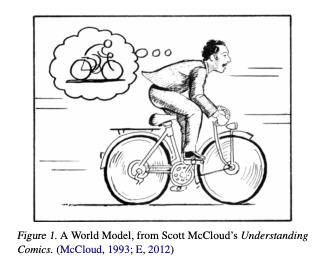 Figure 1. A World Model, from Scott McCloud's Understanding
Comics. (McCloud, 1993; E, 2012)